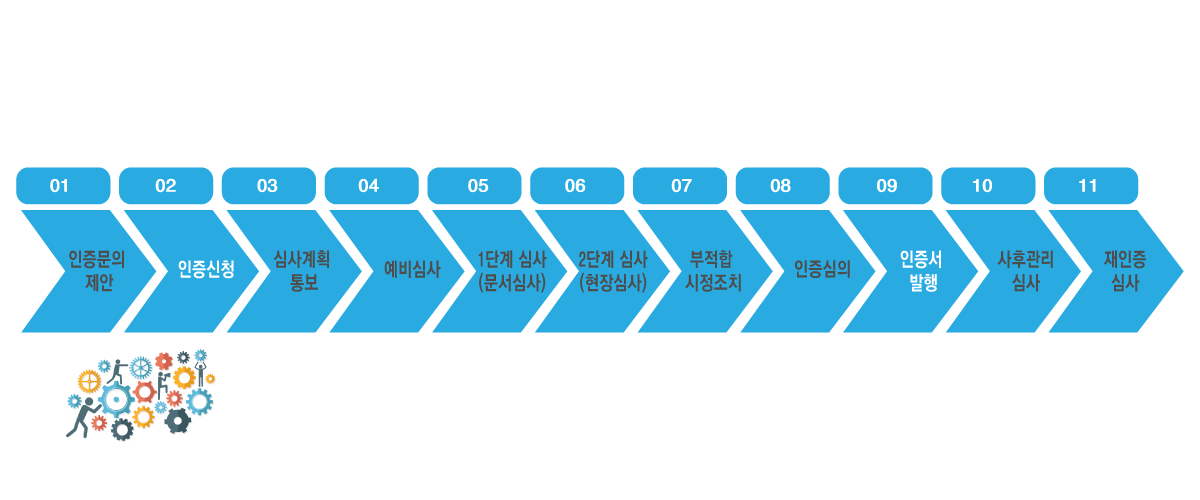 01
02
03
04
05
06
07
08
09
10
11
인증문의
제안
인증신청
심사계획
통보
예비심사
1단계 심사
(문서심사)
2단계 심사
(현장심사)
부적합
시정조치
인증심의
인증서
발행
사후관리
심사
재인증
심사